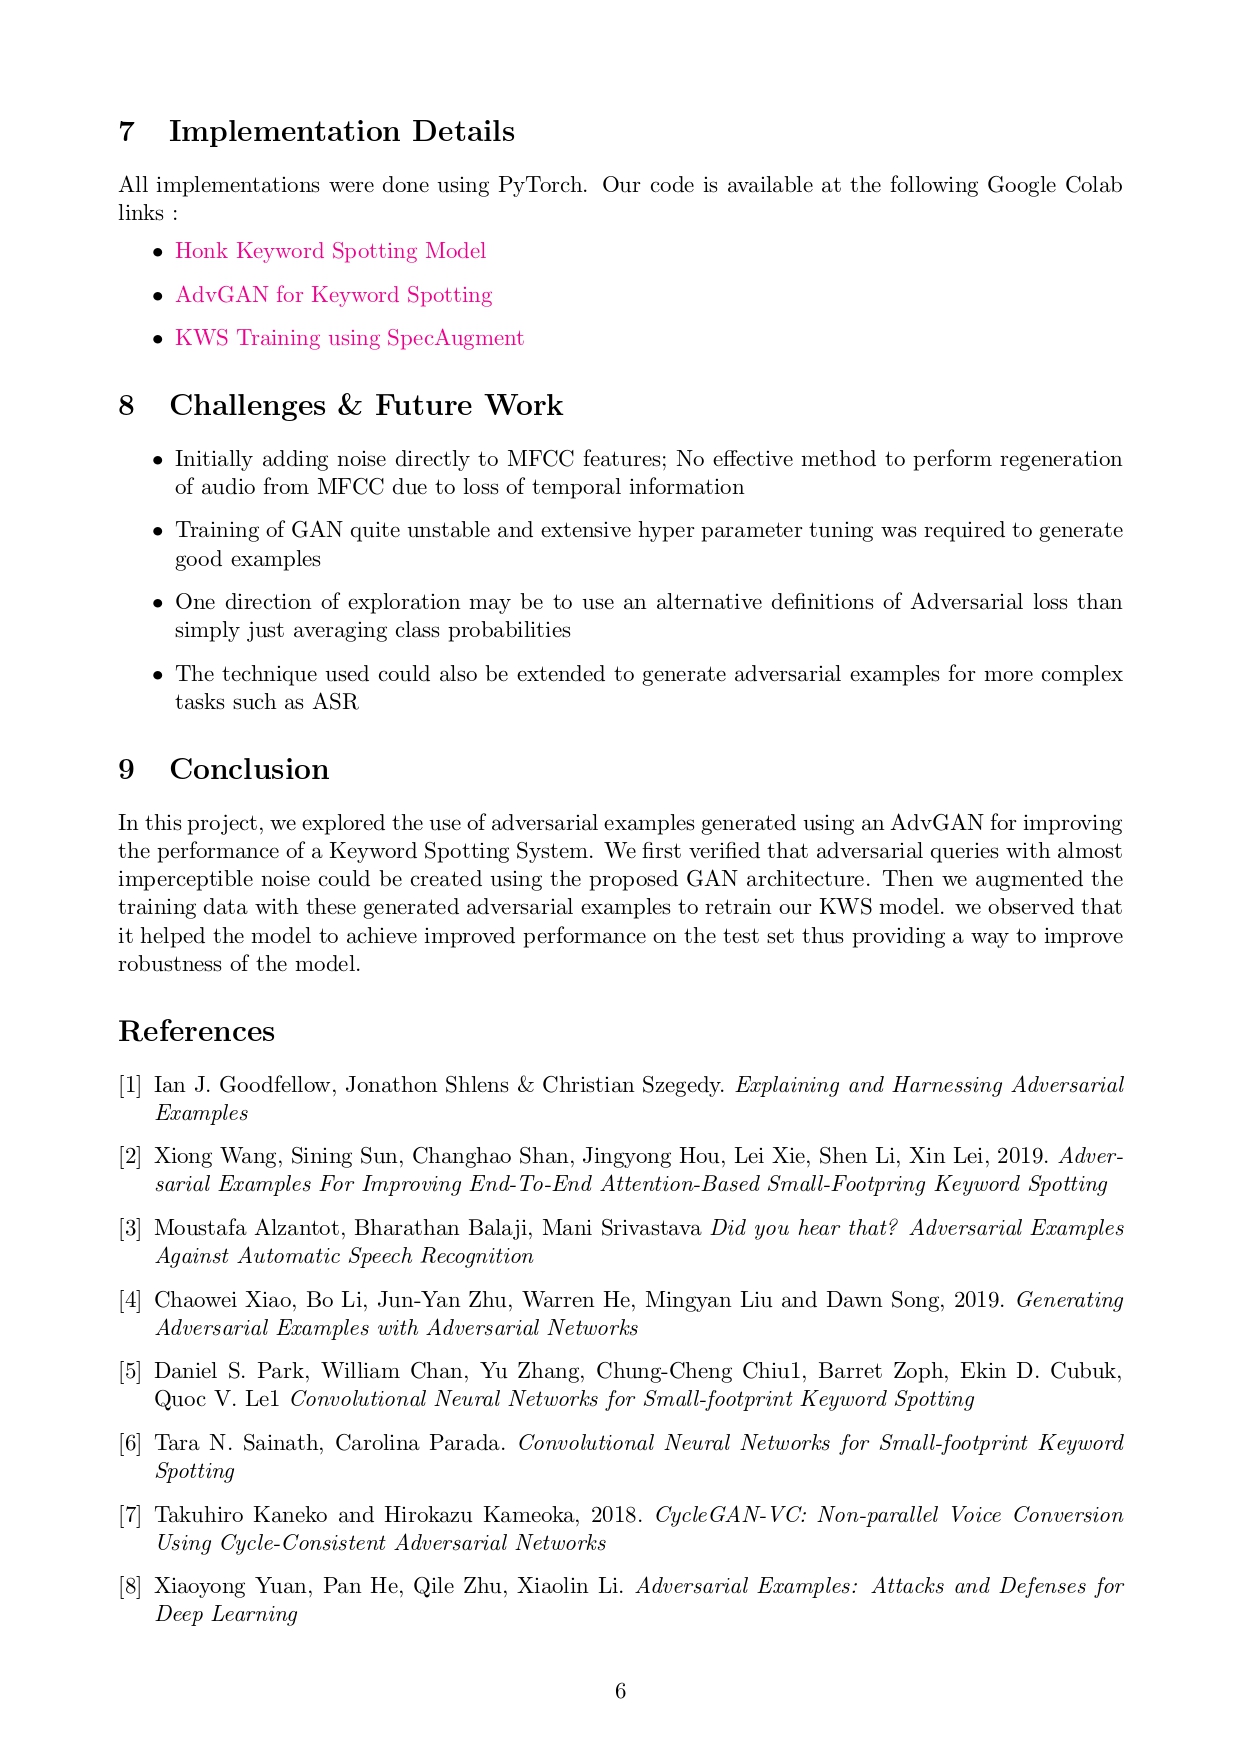 7 Implementation Details
All implementations were done using PyTorch. Our code is available at the following Google Colab
links :
• Honk Keyword Spotting Model
• AdvGAN for Keyword Spotting
• KWS Training using SpecAugment
8 Challenges & Future Work
• Initially adding noise directly to MFCC features; No effective method to perform regeneration
of audio from MFCC due to loss of temporal information
• Training of GAN quite unstable and extensive hyper parameter tuning was required to generate
good examples
• One direction of exploration may be to use an alternative definitions of Adversarial loss than
simply just averaging class probabilities
• The technique used could also be extended to generate adversarial examples for more complex
tasks such as ASR
9 Conclusion
In this project, we explored the use of adversarial examples generated using an AdvGAN for improving
the performance of a Keyword Spotting System. We first verified that adversarial queries with almost
imperceptible noise could be created using the proposed GAN architecture. Then we augmented the
training data with these generated adversarial examples to retrain our KWS model. we observed that
it helped the model to achieve improved performance on the test set thus providing a way to improve
robustness of the model.
References
[1] Ian J. Goodfellow, Jonathon Shlens & Christian Szegedy. Explaining and Harnessing Adversarial
Examples
[2] Xiong Wang, Sining Sun, Changhao Shan, Jingyong Hou, Lei Xie, Shen Li, Xin Lei, 2019. Adver-
sarial Examples For Improving End-To-End Attention-Based Small-Footpring Keyword Spotting
[3] Moustafa Alzantot, Bharathan Balaji, Mani Srivastava Did you hear that? Adversarial Examples
Against Automatic Speech Recognition
[4] Chaowei Xiao, Bo Li, Jun-Yan Zhu, Warren He, Mingyan Liu and Dawn Song, 2019. Generating
Adversarial Examples with Adversarial Networks
[5] Daniel S. Park, William Chan, Yu Zhang, Chung-Cheng Chiu1, Barret Zoph, Ekin D. Cubuk,
Quoc V. Le1 Convolutional Neural Networks for Small-footprint Keyword Spotting
[6] Tara N. Sainath, Carolina Parada. Convolutional Neural Networks for Small-footprint Keyword
Spotting
[7] Takuhiro Kaneko and Hirokazu Kameoka, 2018. CycleGAN-VC: Non-parallel Voice Conversion
Using Cycle-Consistent Adversarial Networks
[8] Xiaoyong Yuan, Pan He, Qile Zhu, Xiaolin Li. Adversarial Examples: Attacks and Defenses for
Deep Learning
6